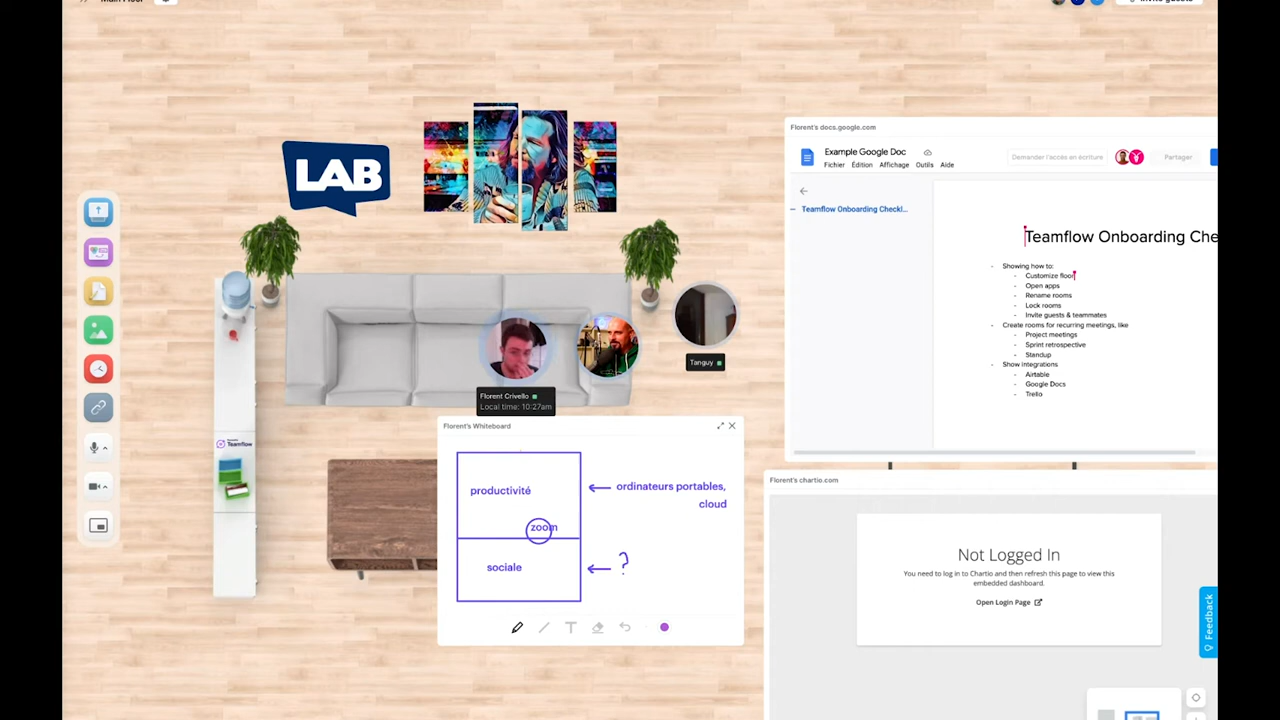 Main Floor
Invite guests
LAB
Florent's docs.google.com
Example Google Doc
Fichier Édition Affichage Outils Aide
Demander l'accès en écriture
Partager
Teamflow Onboarding Checkl...
Teamflow Onboarding Che
- Showing how to:
- Customize floor
- Open apps
- Rename rooms
- Lock rooms
- Invite guests & teammates
- Create rooms for recurring meetings, like
- Project meetings
- Sprint retrospective
- Standup
- Show integrations
- Airtable
- Google Docs
- Trello
Tanguy
Florent Crivello
Local time: 10:27am
Teamflow
Florent's Whiteboard
productivité
zoom
sociale
ordinateurs portables,
cloud
?
T
Florent's chartio.com
Not Logged In
You need to log in to Chartio and then refresh this page to view this
embedded dashboard.
Open Login Page
Feedback